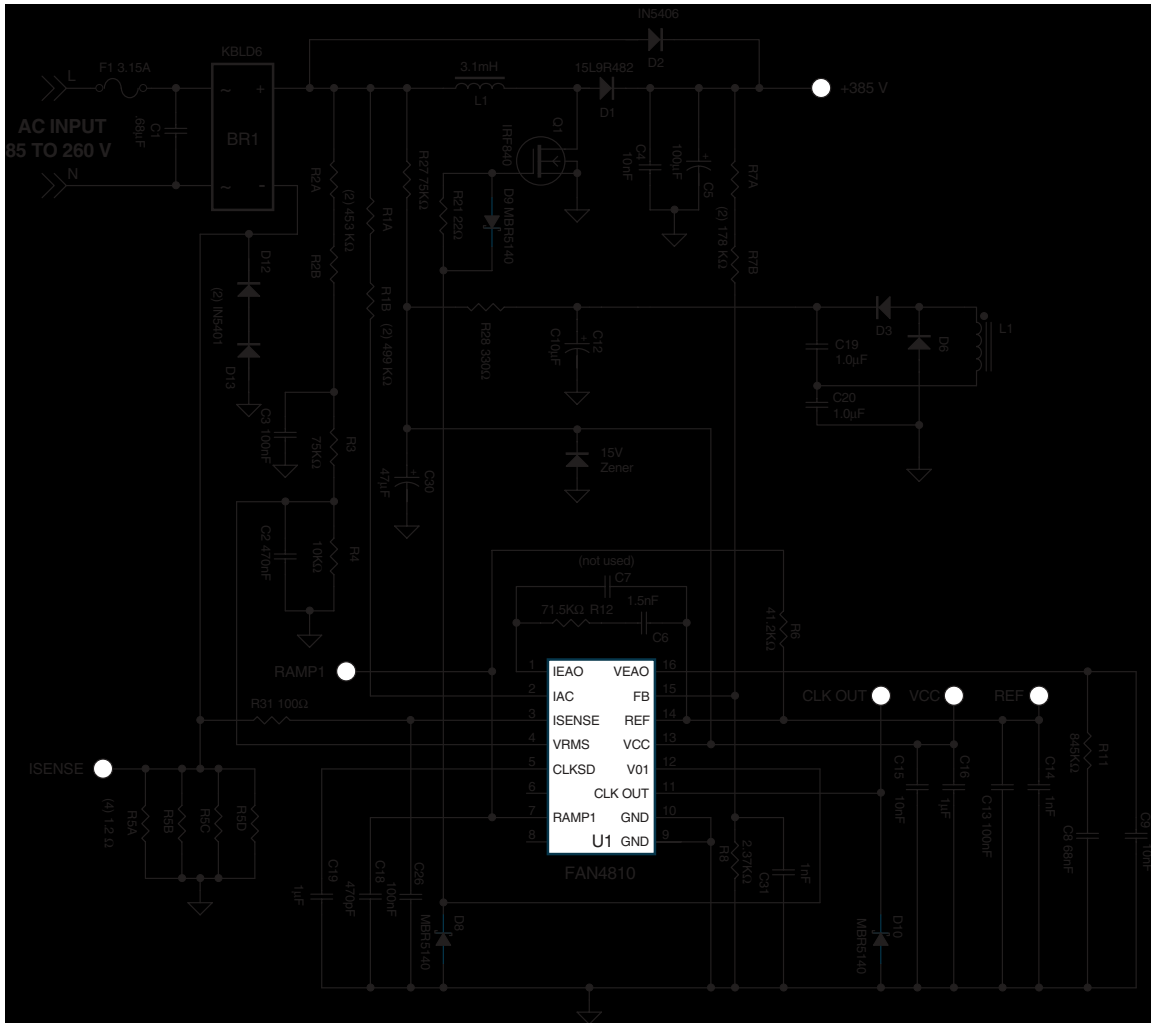 IN5406
D2
KBLD6
F1 3.15A
L
3.1mH
L1
15L9R482
D1
+385 V
AC INPUT
85 TO 260 V
C1
.68µF
BR1
N
Q1
IRF840
C4
10nF
100µF
C5
R7A
(2) 178 KΩ
R7B
R2A
(2) 453 KΩ
R2B
R1A
R1B
(2) 499 KΩ
R27 75KΩ
R21 22Ω
D9 MBR5140
D12
(2) IN5401
D13
R28 330Ω
C10µF
C12
D3
D6
L1
C19
1.0µF
C20
1.0µF
C3 100nF
R3
75KΩ
47µF
C30
15V
Zener
C2 470nF
R4
10KΩ
(not used)
C7
71.5KΩ R12
1.5nF
C6
R6
41.2KΩ
RAMP1
1 IEAO VEAO 16
2 IAC FB 15
3 ISENSE REF 14
4 VRMS VCC 13
5 CLKSD V01 12
6 CLK OUT 11
7 RAMP1 GND 10
8 U1 GND 9
FAN4810
CLK OUT
VCC
REF
R31 100Ω
ISENSE
(4) 1.2 Ω
R5A
R5B
R5C
R5D
C19
1µF
C18
470pF
C26
100nF
D8
MBR5140
R8
2.37KΩ
C31
1nF
D10
MBR5140
C15
10nF
C16
1µF
C13 100nF
C14
1nF
R11
845KΩ
C8 68nF
C9
10nF